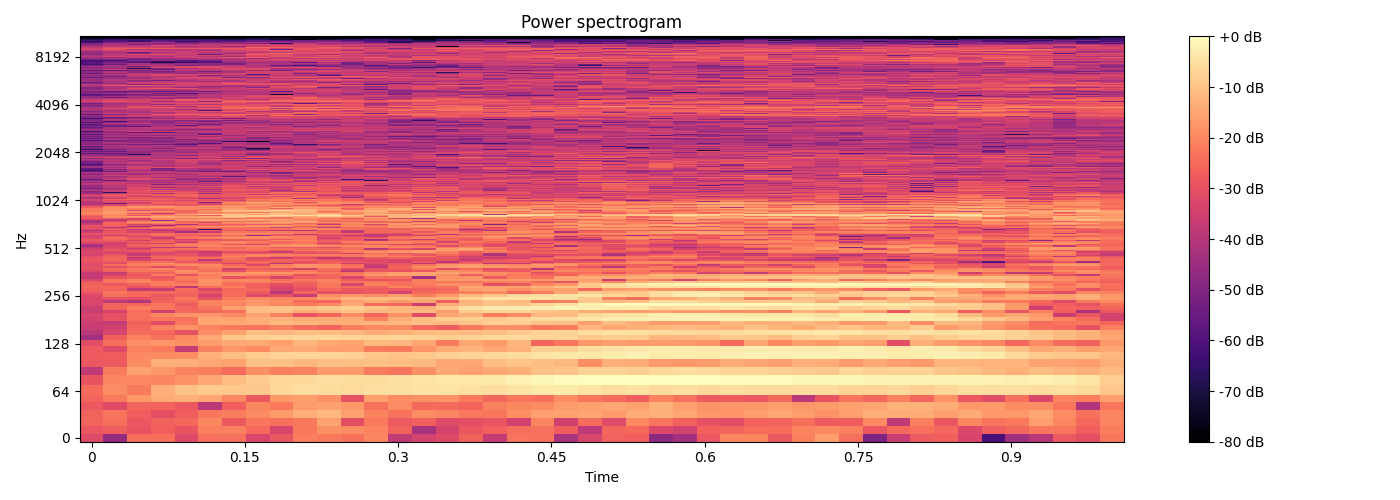 Power spectrogram
8192
4096
2048
1024
512
256
128
64
0
Hz
0
0.15
0.3
0.45
0.6
0.75
0.9
Time
+0 dB
-10 dB
-20 dB
-30 dB
-40 dB
-50 dB
-60 dB
-70 dB
-80 dB